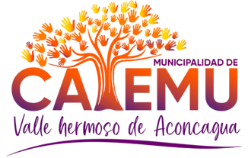 MUNICIPALIDAD DE
CATEMU
Valle hermoso de Aconcagua